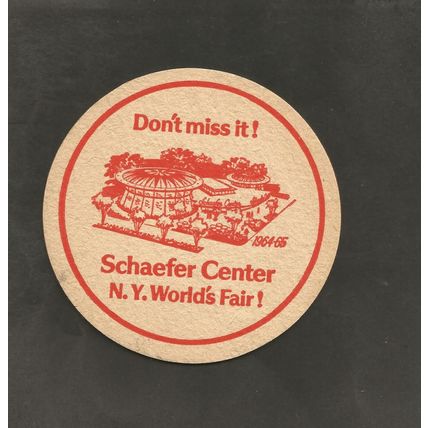 Don't miss it!
1964-65
Schaefer Center
N.Y. World's Fair!